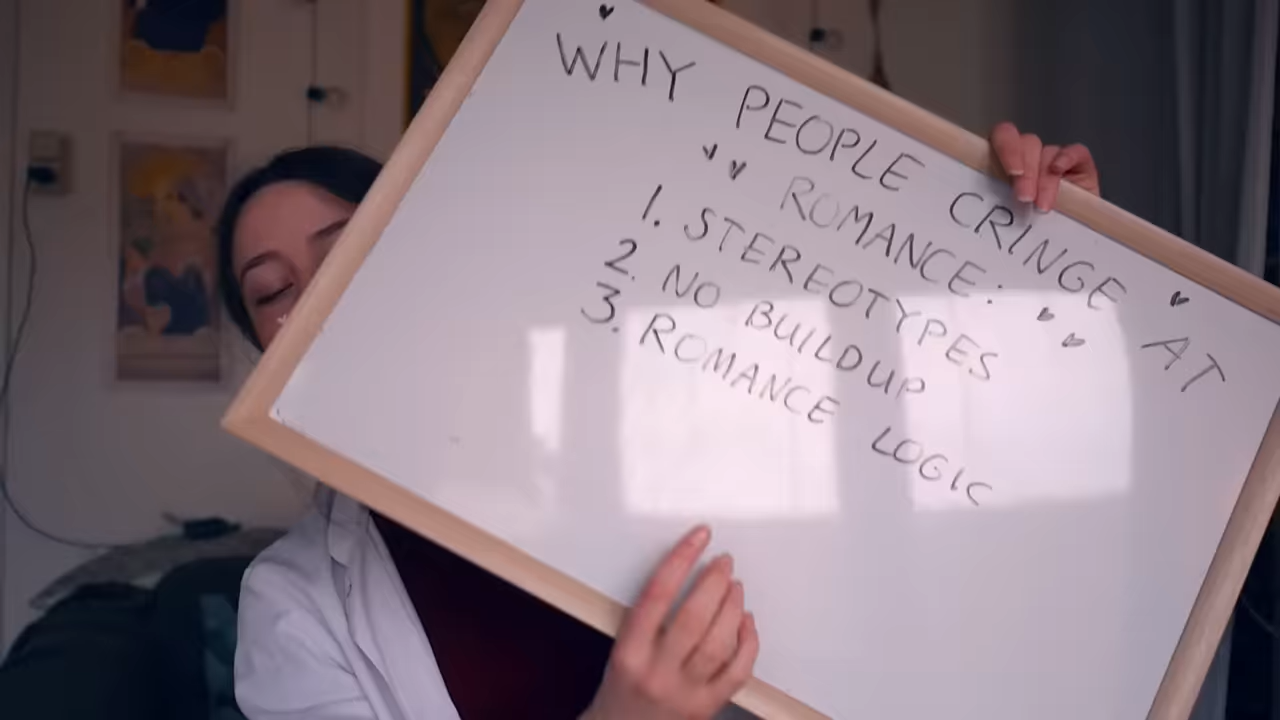 WHY PEOPLE CRINGE AT
ROMANCE:
1. STEREOTYPES
2. NO BUILDUP
3. ROMANCE LOGIC